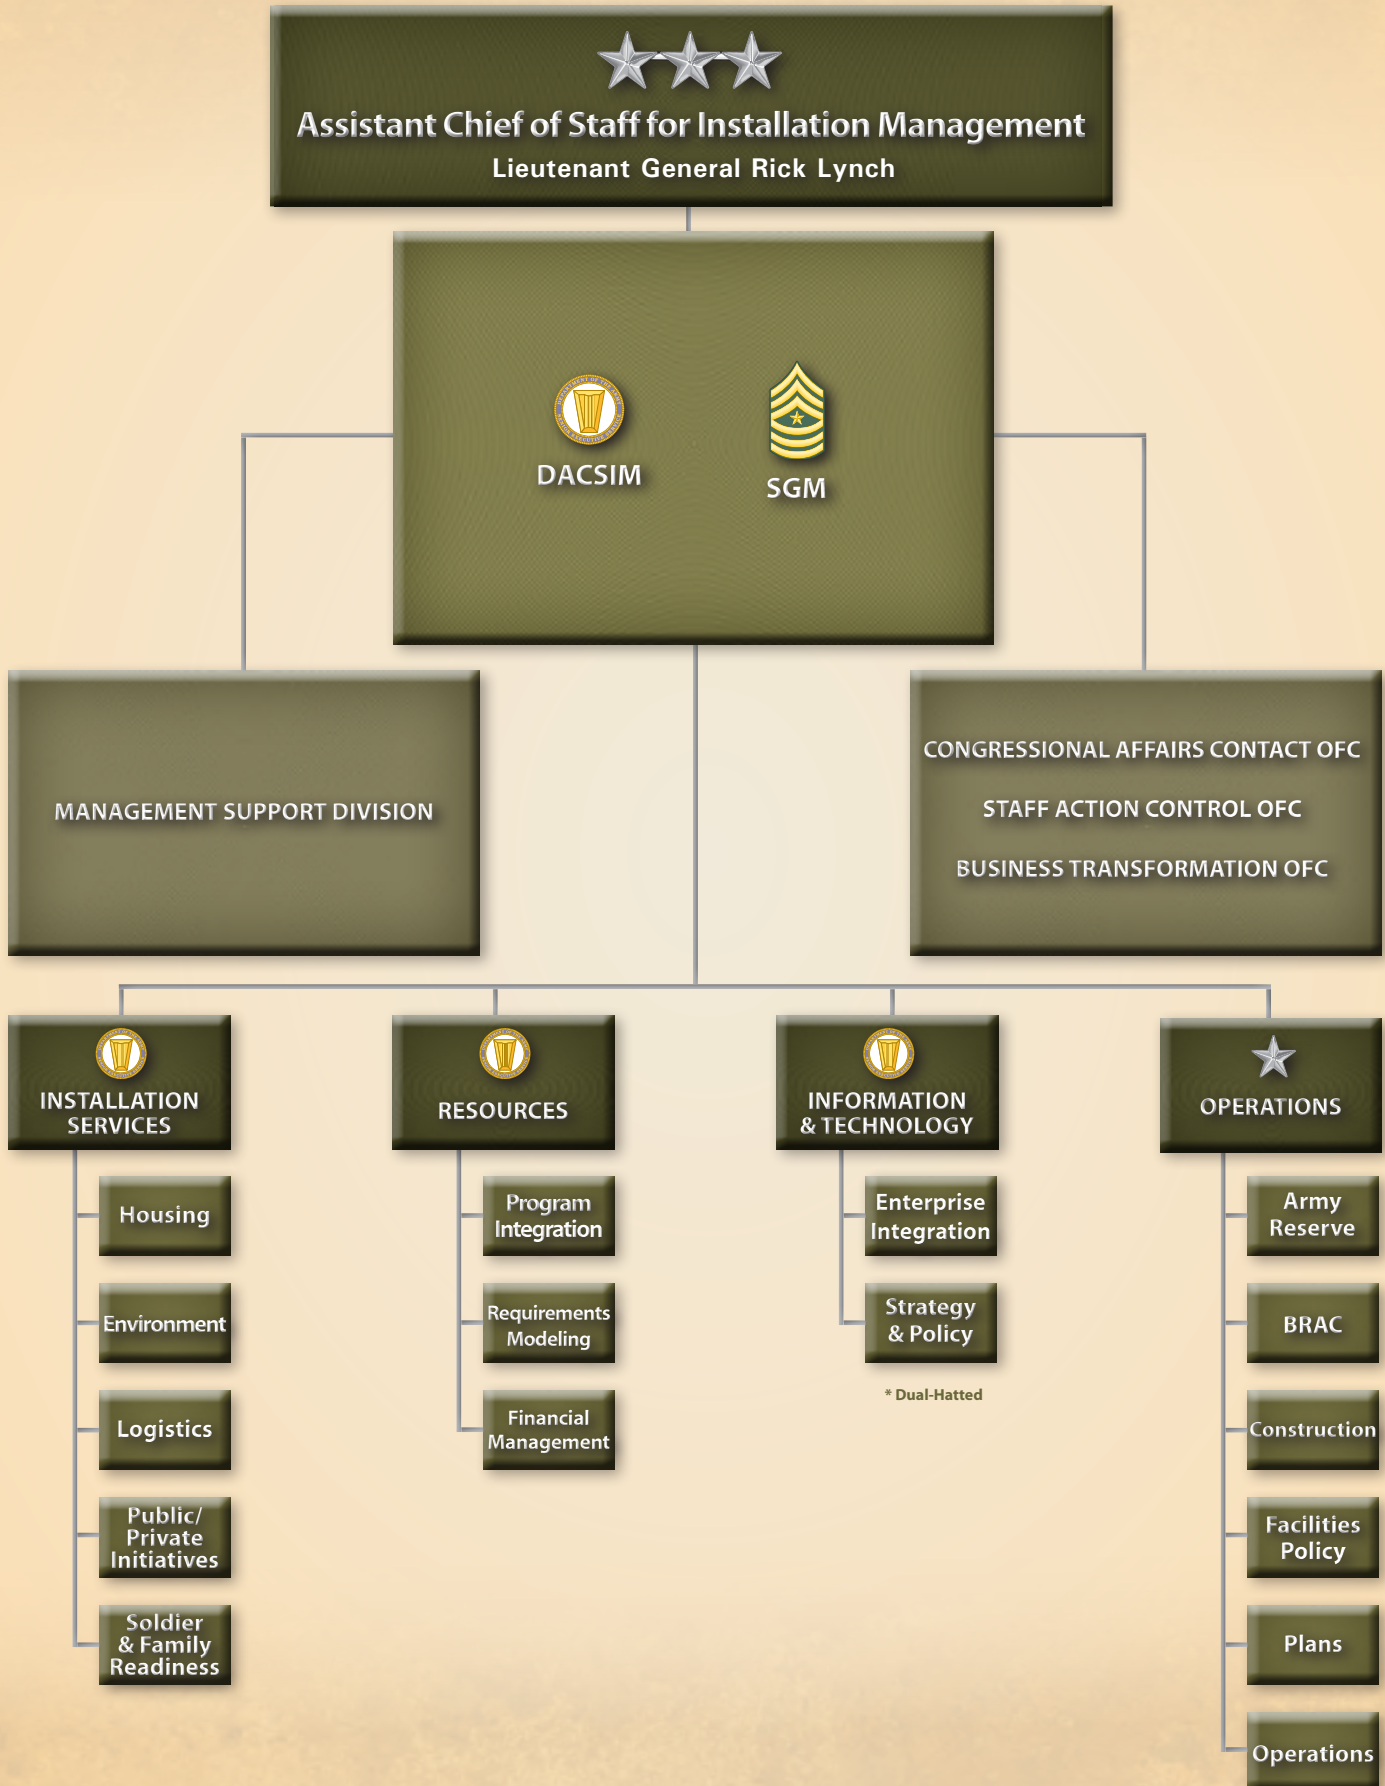 Assistant Chief of Staff for Installation Management
Lieutenant General Rick Lynch
DACSIM
SGM
MANAGEMENT SUPPORT DIVISION
CONGRESSIONAL AFFAIRS CONTACT OFC
STAFF ACTION CONTROL OFC
BUSINESS TRANSFORMATION OFC
INSTALLATION
SERVICES
Housing
Environment
Logistics
Public/
Private
Initiatives
Soldier
& Family
Readiness
RESOURCES
Program
Integration
Requirements
Modeling
Financial
Management
INFORMATION
& TECHNOLOGY
Enterprise
Integration
Strategy
& Policy
* Dual-Hatted
OPERATIONS
Army
Reserve
BRAC
Construction
Facilities
Policy
Plans
Operations